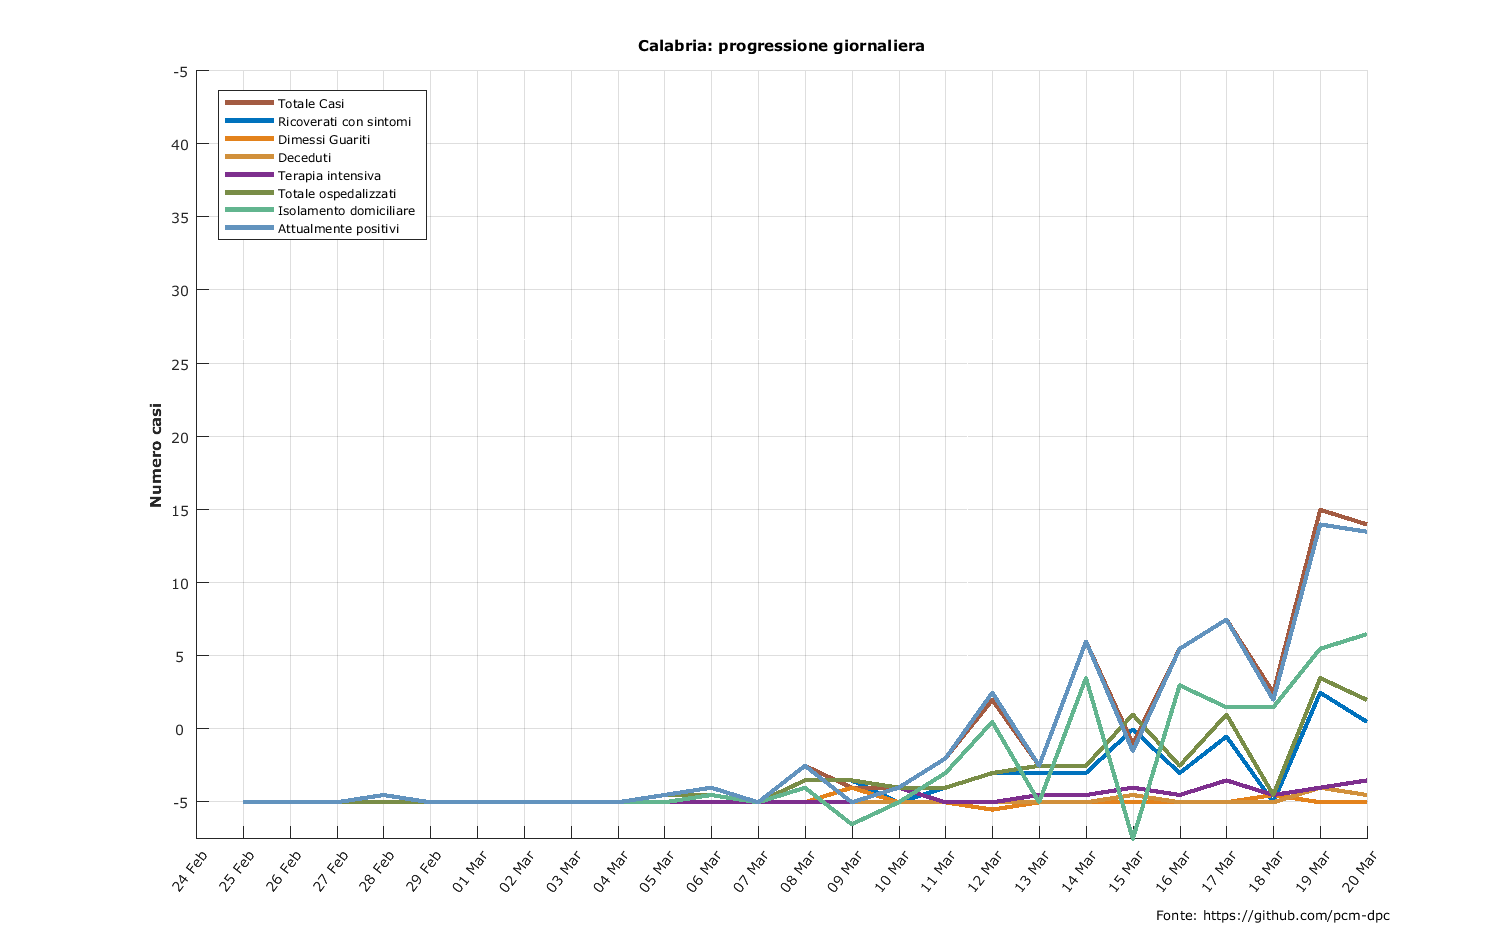 Calabria: progressione giornaliera
-5
40
35
30
25
20
15
10
5
0
-5
Numero casi
Totale Casi
Ricoverati con sintomi
Dimessi Guariti
Deceduti
Terapia intensiva
Totale ospedalizzati
Isolamento domiciliare
Attualmente positivi
24 Feb
25 Feb
26 Feb
27 Feb
28 Feb
29 Feb
01 Mar
02 Mar
03 Mar
04 Mar
05 Mar
06 Mar
07 Mar
08 Mar
09 Mar
10 Mar
11 Mar
12 Mar
13 Mar
14 Mar
15 Mar
16 Mar
17 Mar
18 Mar
19 Mar
20 Mar
Fonte: https://github.com/pcm-dpc